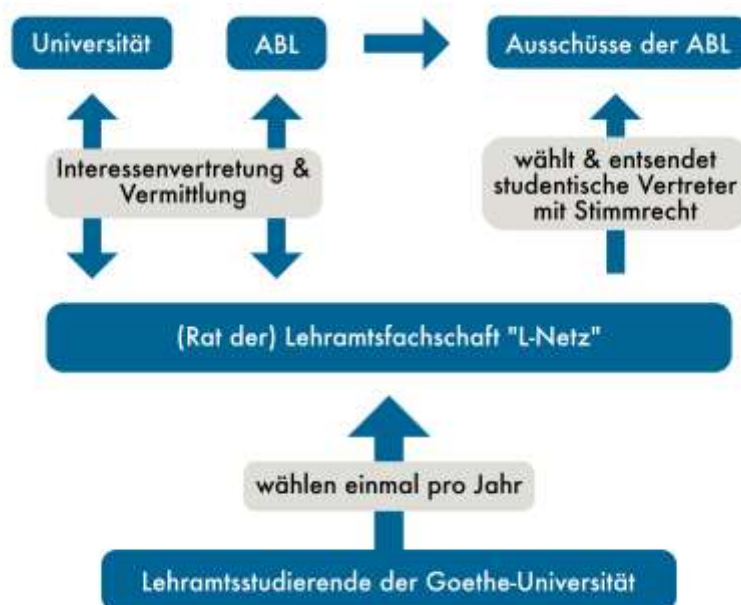 Universität
ABL
Ausschüsse der ABL
Interessenvertretung &
Vermittlung
wählt & entsendet
studentische Vertreter
mit Stimmrecht
(Rat der) Lehramtsfachschaft "L-Netz"
wählen einmal pro Jahr
Lehramtsstudierende der Goethe-Universität